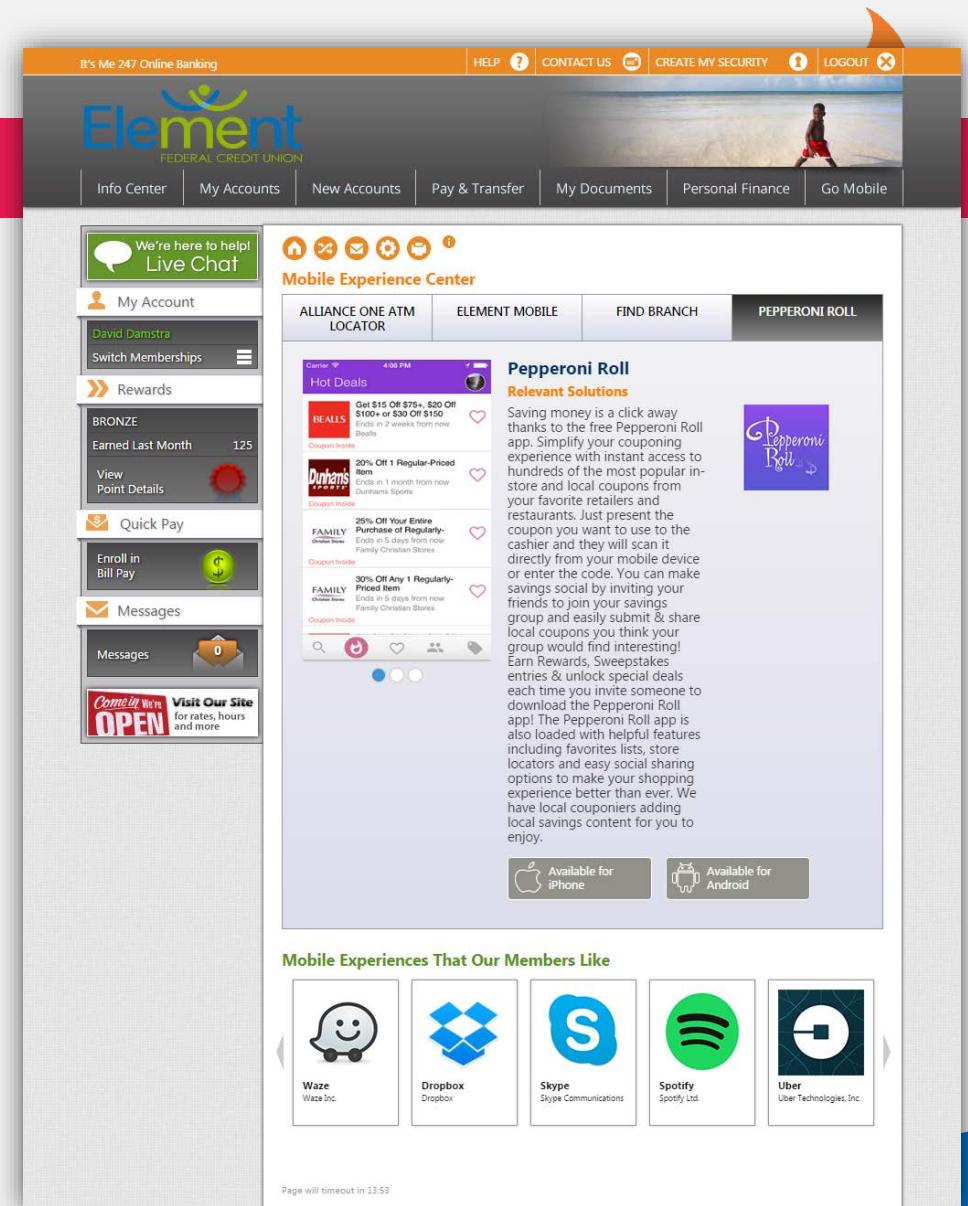 It's Me 247 Online Banking
HELP ?
CONTACT US
CREATE MY SECURITY
LOGOUT
Element
FEDERAL CREDIT UNION
Info Center
My Accounts
New Accounts
Pay & Transfer
My Documents
Personal Finance
Go Mobile
We're here to help!
Live Chat
My Account
David Damstra
Switch Memberships
Rewards
BRONZE
Earned Last Month 125
View
Point Details
Quick Pay
Enroll in
Bill Pay
Messages
Messages
0
Come in We're
OPEN
Visit Our Site
for rates, hours
and more
Mobile Experience Center
ALLIANCE ONE ATM
LOCATOR
ELEMENT MOBILE
FIND BRANCH
PEPPERONI ROLL
Carrier 4:06 PM
Hot Deals
BEALLS
Get $15 Off $75+, $20 Off
$100+ or $30 Off $150
Ends in 2 weeks from now
Bealls
Coupon Inside
Dunham's
SPORTS
20% Off 1 Regular-Priced
Item
Ends in 1 month from now
Dunhams Sports
Coupon Inside
FAMILY
Christian Stores
25% Off Your Entire
Purchase of Regularly-
Ends in 5 days from now
Family Christian Stores
Coupon Inside
FAMILY
Christian Stores
30% Off Any 1 Regularly-
Priced Item
Ends in 5 days from now
Family Christian Stores
Coupon Inside
Pepperoni Roll
Relevant Solutions
Saving money is a click away
thanks to the free Pepperoni Roll
app. Simplify your couponing
experience with instant access to
hundreds of the most popular in-
store and local coupons from
your favorite retailers and
restaurants. Just present the
coupon you want to use to the
cashier and they will scan it
directly from your mobile device
or enter the code. You can make
savings social by inviting your
friends to join your savings
group and easily submit & share
local coupons you think your
group would find interesting!
Earn Rewards, Sweepstakes
entries & unlock special deals
each time you invite someone to
download the Pepperoni Roll
app! The Pepperoni Roll app is
also loaded with helpful features
including favorites lists, store
locators and easy social sharing
options to make your shopping
experience better than ever. We
have local couponiers adding
local savings content for you to
enjoy.
Pepperoni
Roll
Available for
iPhone
Available for
Android
Mobile Experiences That Our Members Like
Waze
Waze Inc.
Dropbox
Dropbox
S
Skype
Skype Communications
Spotify
Spotify Ltd.
Uber
Uber Technologies, Inc.
Page will timeout in 13:53